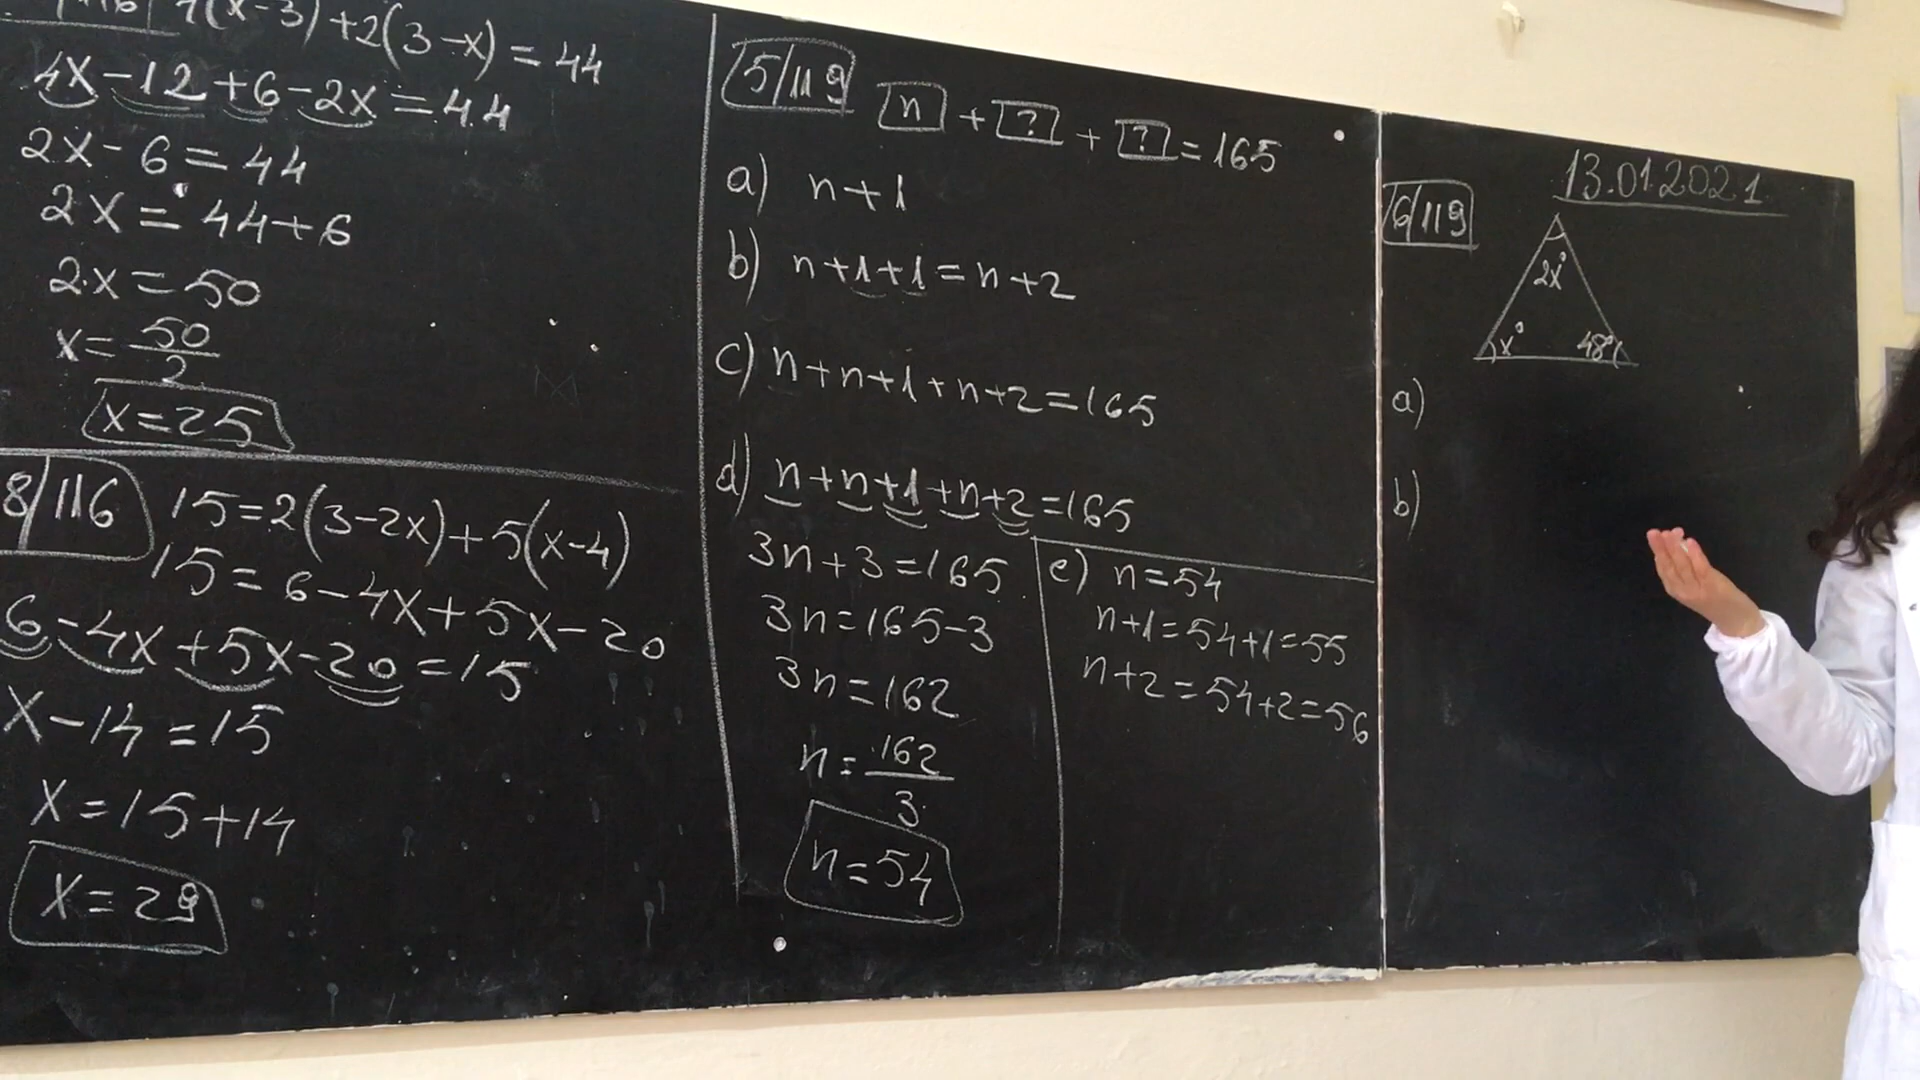 (x-3)+2(3-x)=44
4x-12+6-2x=44
2x-6=44
2x=44+6
2x=50
x=50/2
x=25
8/116 15=2(3-2x)+5(x-4)
15=6-4x+5x-20
6-4x+5x-20=15
x-14=15
x=15+14
x=29
5/119 n + ? + ? =165
a) n+1
b) n+1+1=n+2
c) n+n+1+n+2=165
d) n+n+1+n+2=165
3n+3=165
3n=165-3
3n=162
n=162/3
n=54
e) n=54
n+1=54+1=55
n+2=54+2=56
13.01.2021
6/119
2x°
x° 48°
a)
b)